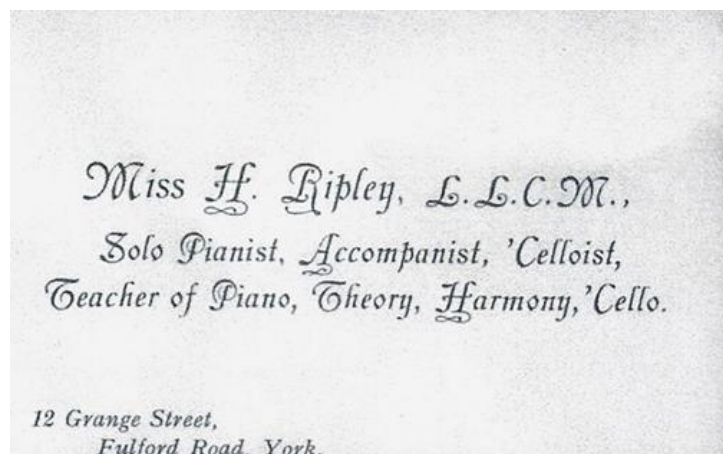 Miss H. Ripley, L.L.C.M.,
Solo Pianist, Accompanist, 'Celloist,
Teacher of Piano, Theory, Harmony, 'Cello.
12 Grange Street,
Fulford Road, York.